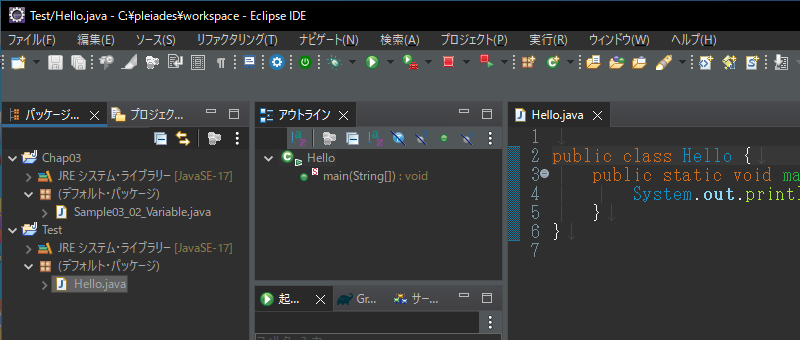 Test/Hello.java - C:¥pleiades¥workspace - Eclipse IDE
ファイル(F) 編集(E) ソース(S) リファクタリング(T) ナビゲート(N) 検索(A) プロジェクト(P) 実行(R) ウィンドウ(W) ヘルプ(H)
パッケージ... プロジェク...
Chap03
JRE システム・ライブラリー [JavaSE-17]
(デフォルト・パッケージ)
Sample03_02_Variable.java
Test
JRE システム・ライブラリー [JavaSE-17]
(デフォルト・パッケージ)
Hello.java
アウトライン
Hello
main(String[]) : void
起... Gr... サー...
Hello.java
1
2 public class Hello {
3 public static void ma
4 System.out.printl
5 }
6 }
7